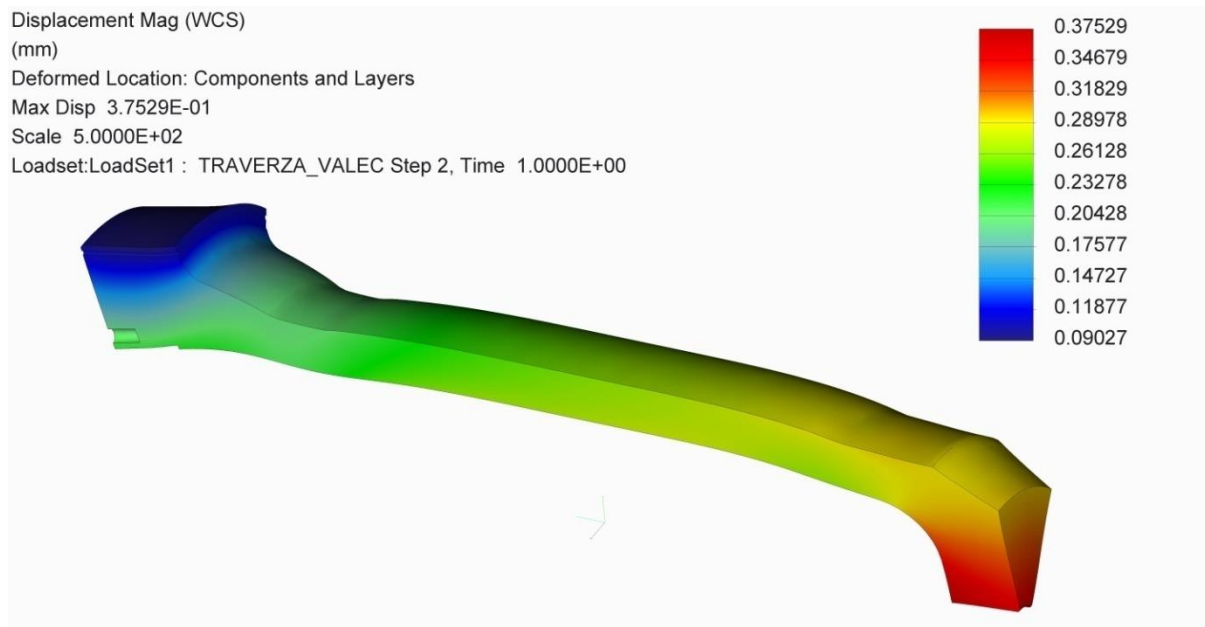 Displacement Mag (WCS)
(mm)
Deformed Location: Components and Layers
Max Disp 3.7529E-01
Scale 5.0000E+02
Loadset:LoadSet1 : TRAVERZA_VALEC Step 2, Time 1.0000E+00
0.37529
0.34679
0.31829
0.28978
0.26128
0.23278
0.20428
0.17577
0.14727
0.11877
0.09027